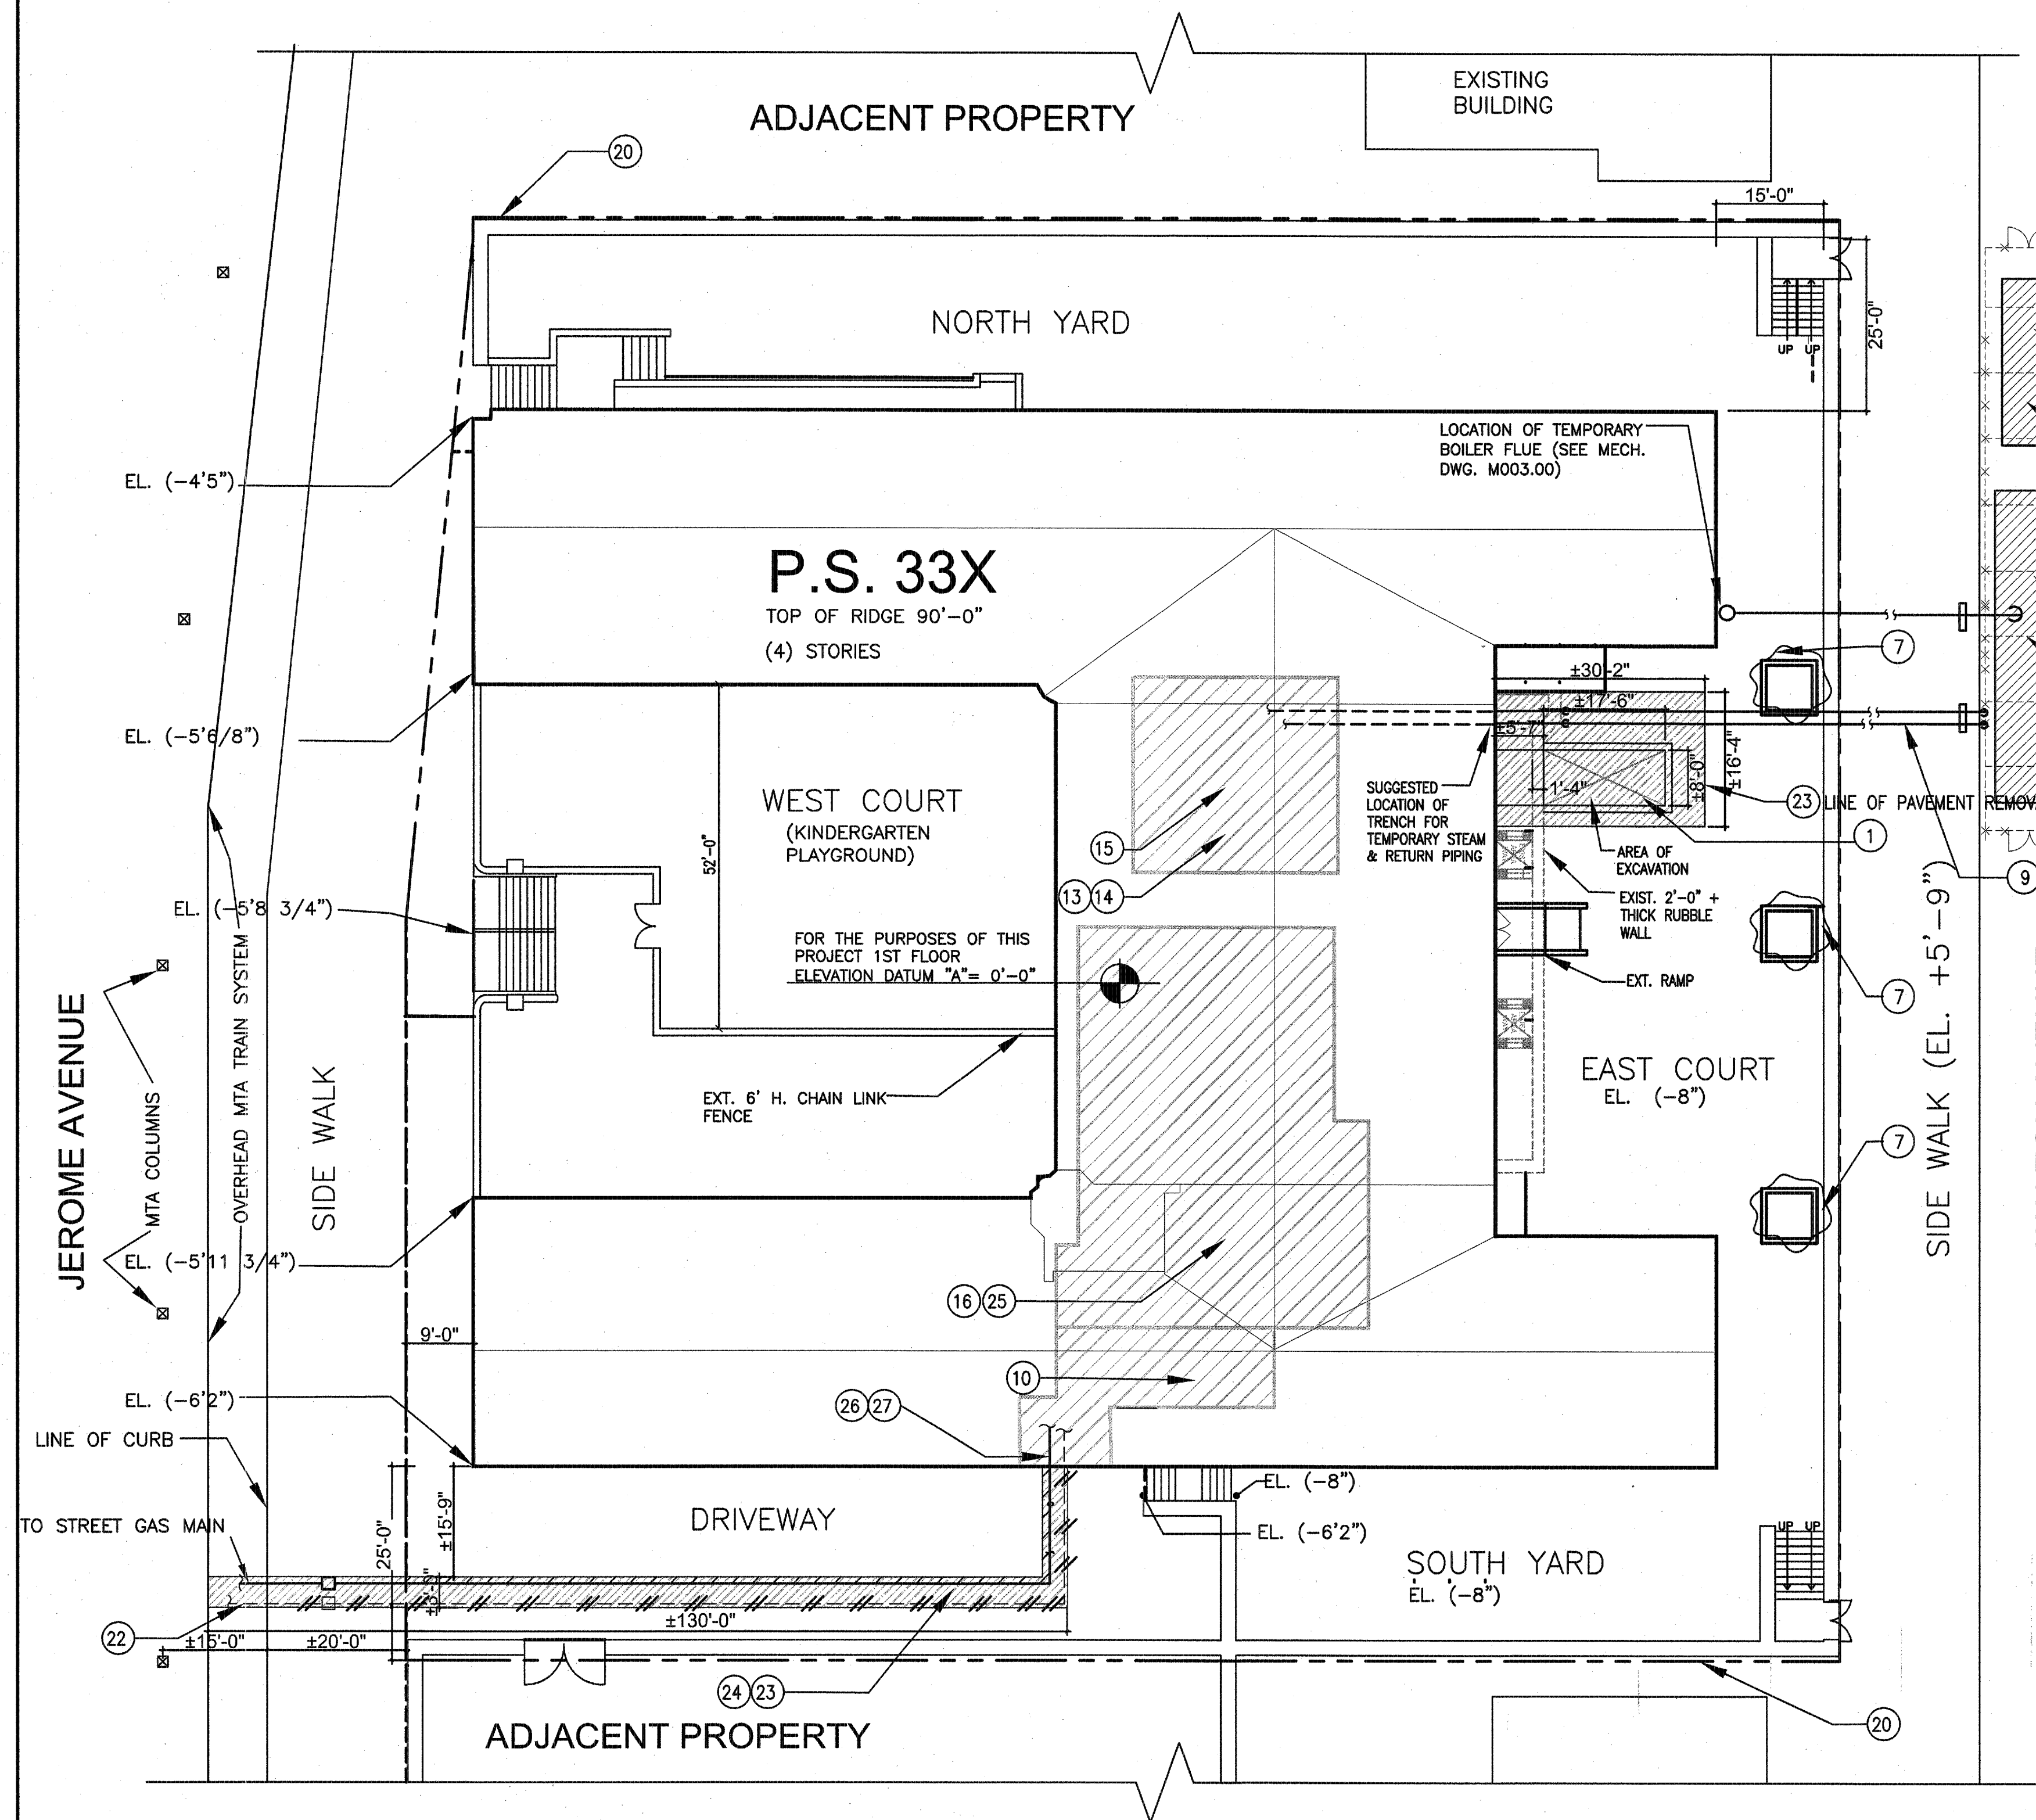 EXISTING
BUILDING
ADJACENT PROPERTY
20
15'-0"
25'-0"
NORTH YARD
UP UP
LOCATION OF TEMPORARY
BOILER FLUE (SEE MECH.
DWG. M003.00)
EL. (-4'5")
P.S. 33X
TOP OF RIDGE 90'-0"
(4) STORIES
7
±30'-2"
±17'-6"
±5'-7"
±16'-4"
±8'-0"
1'-4"
EL. (-5'6/8")
WEST COURT
(KINDERGARTEN
PLAYGROUND)
52'-0"
15
13 14
SUGGESTED
LOCATION OF
TRENCH FOR
TEMPORARY STEAM
& RETURN PIPING
23 LINE OF PAVEMENT
1
AREA OF
EXCAVATION
9
EXIST. 2'-0" +
THICK RUBBLE
WALL
EL. (-5'8 3/4")
FOR THE PURPOSES OF THIS
PROJECT 1ST FLOOR
ELEVATION DATUM "A"= 0'-0"
EXT. RAMP
7
SIDE WALK (EL. +5'-9")
JEROME AVENUE
MTA COLUMNS
OVERHEAD MTA TRAIN SYSTEM
SIDE WALK
EXT. 6' H. CHAIN LINK
FENCE
EAST COURT
EL. (-8")
7
EL. (-5'11 3/4")
16 25
9'-0"
10
EL. (-6'2")
26 27
LINE OF CURB
TO STREET GAS MAIN
25'-0"
±15'-9"
DRIVEWAY
EL. (-8")
EL. (-6'2")
SOUTH YARD
EL. (-8")
UP UP
±130'-0"
22
±15'-0"
±20'-0"
24 23
ADJACENT PROPERTY
20